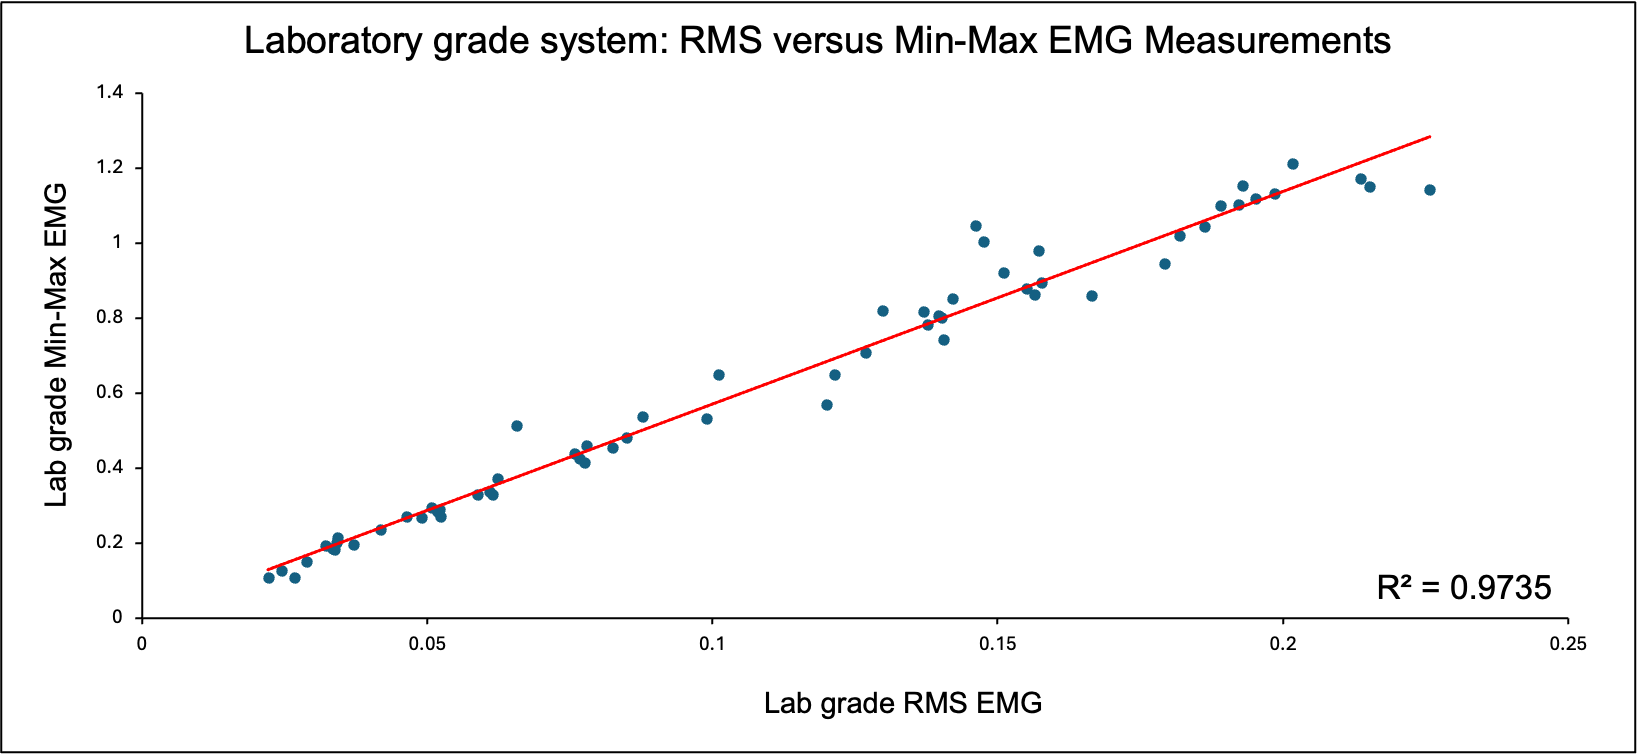 Laboratory grade system: RMS versus Min-Max EMG Measurements
1.4
1.2
1
0.8
0.6
0.4
0.2
0
Lab grade Min-Max EMG
R² = 0.9735
0 0.05 0.1 0.15 0.2 0.25
Lab grade RMS EMG